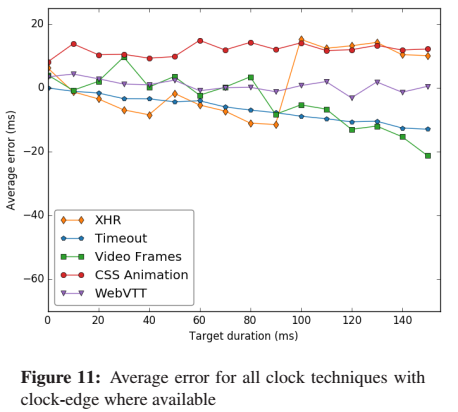 20
0
−20
−40
−60
Average error (ms)
XHR
Timeout
Video Frames
CSS Animation
WebVTT
0 20 40 60 80 100 120 140
Target duration (ms)
Figure 11: Average error for all clock techniques with
clock-edge where available